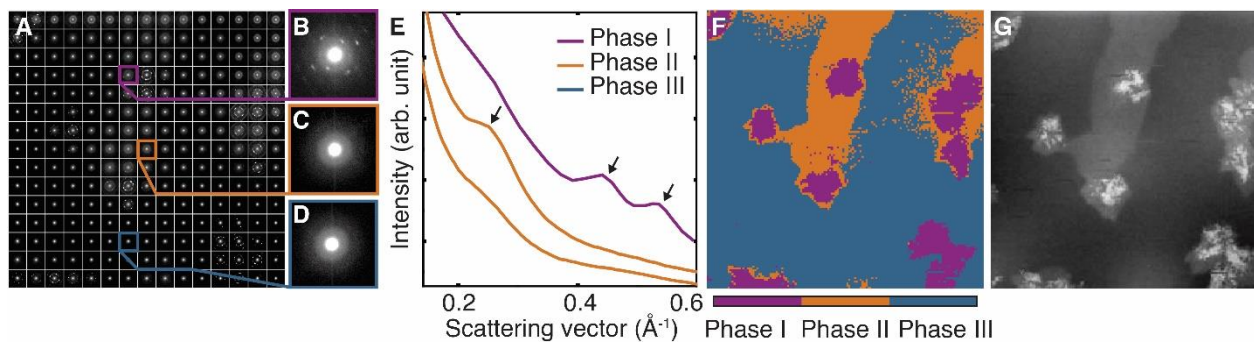 A
B
C
D
E
Phase I
Phase II
Phase III
Intensity (arb. unit)
0.2 0.4 0.6
Scattering vector (Å-1)
F
Phase I Phase II Phase III
G